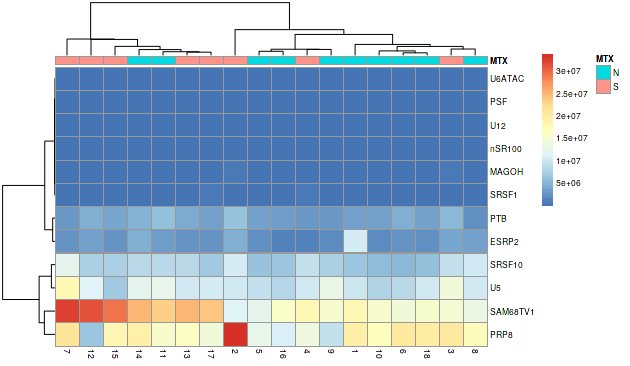 MTX
MTX
N
S
3e+07
2.5e+07
2e+07
1.5e+07
1e+07
5e+06
U6ATAC
PSF
U12
nSR100
MAGOH
SRSF1
PTB
ESRP2
SRSF10
U5
SAM68TV1
PRP8
7 12 15 14 11 13 17 2 5 16 4 9 1 10 6 18 3 8